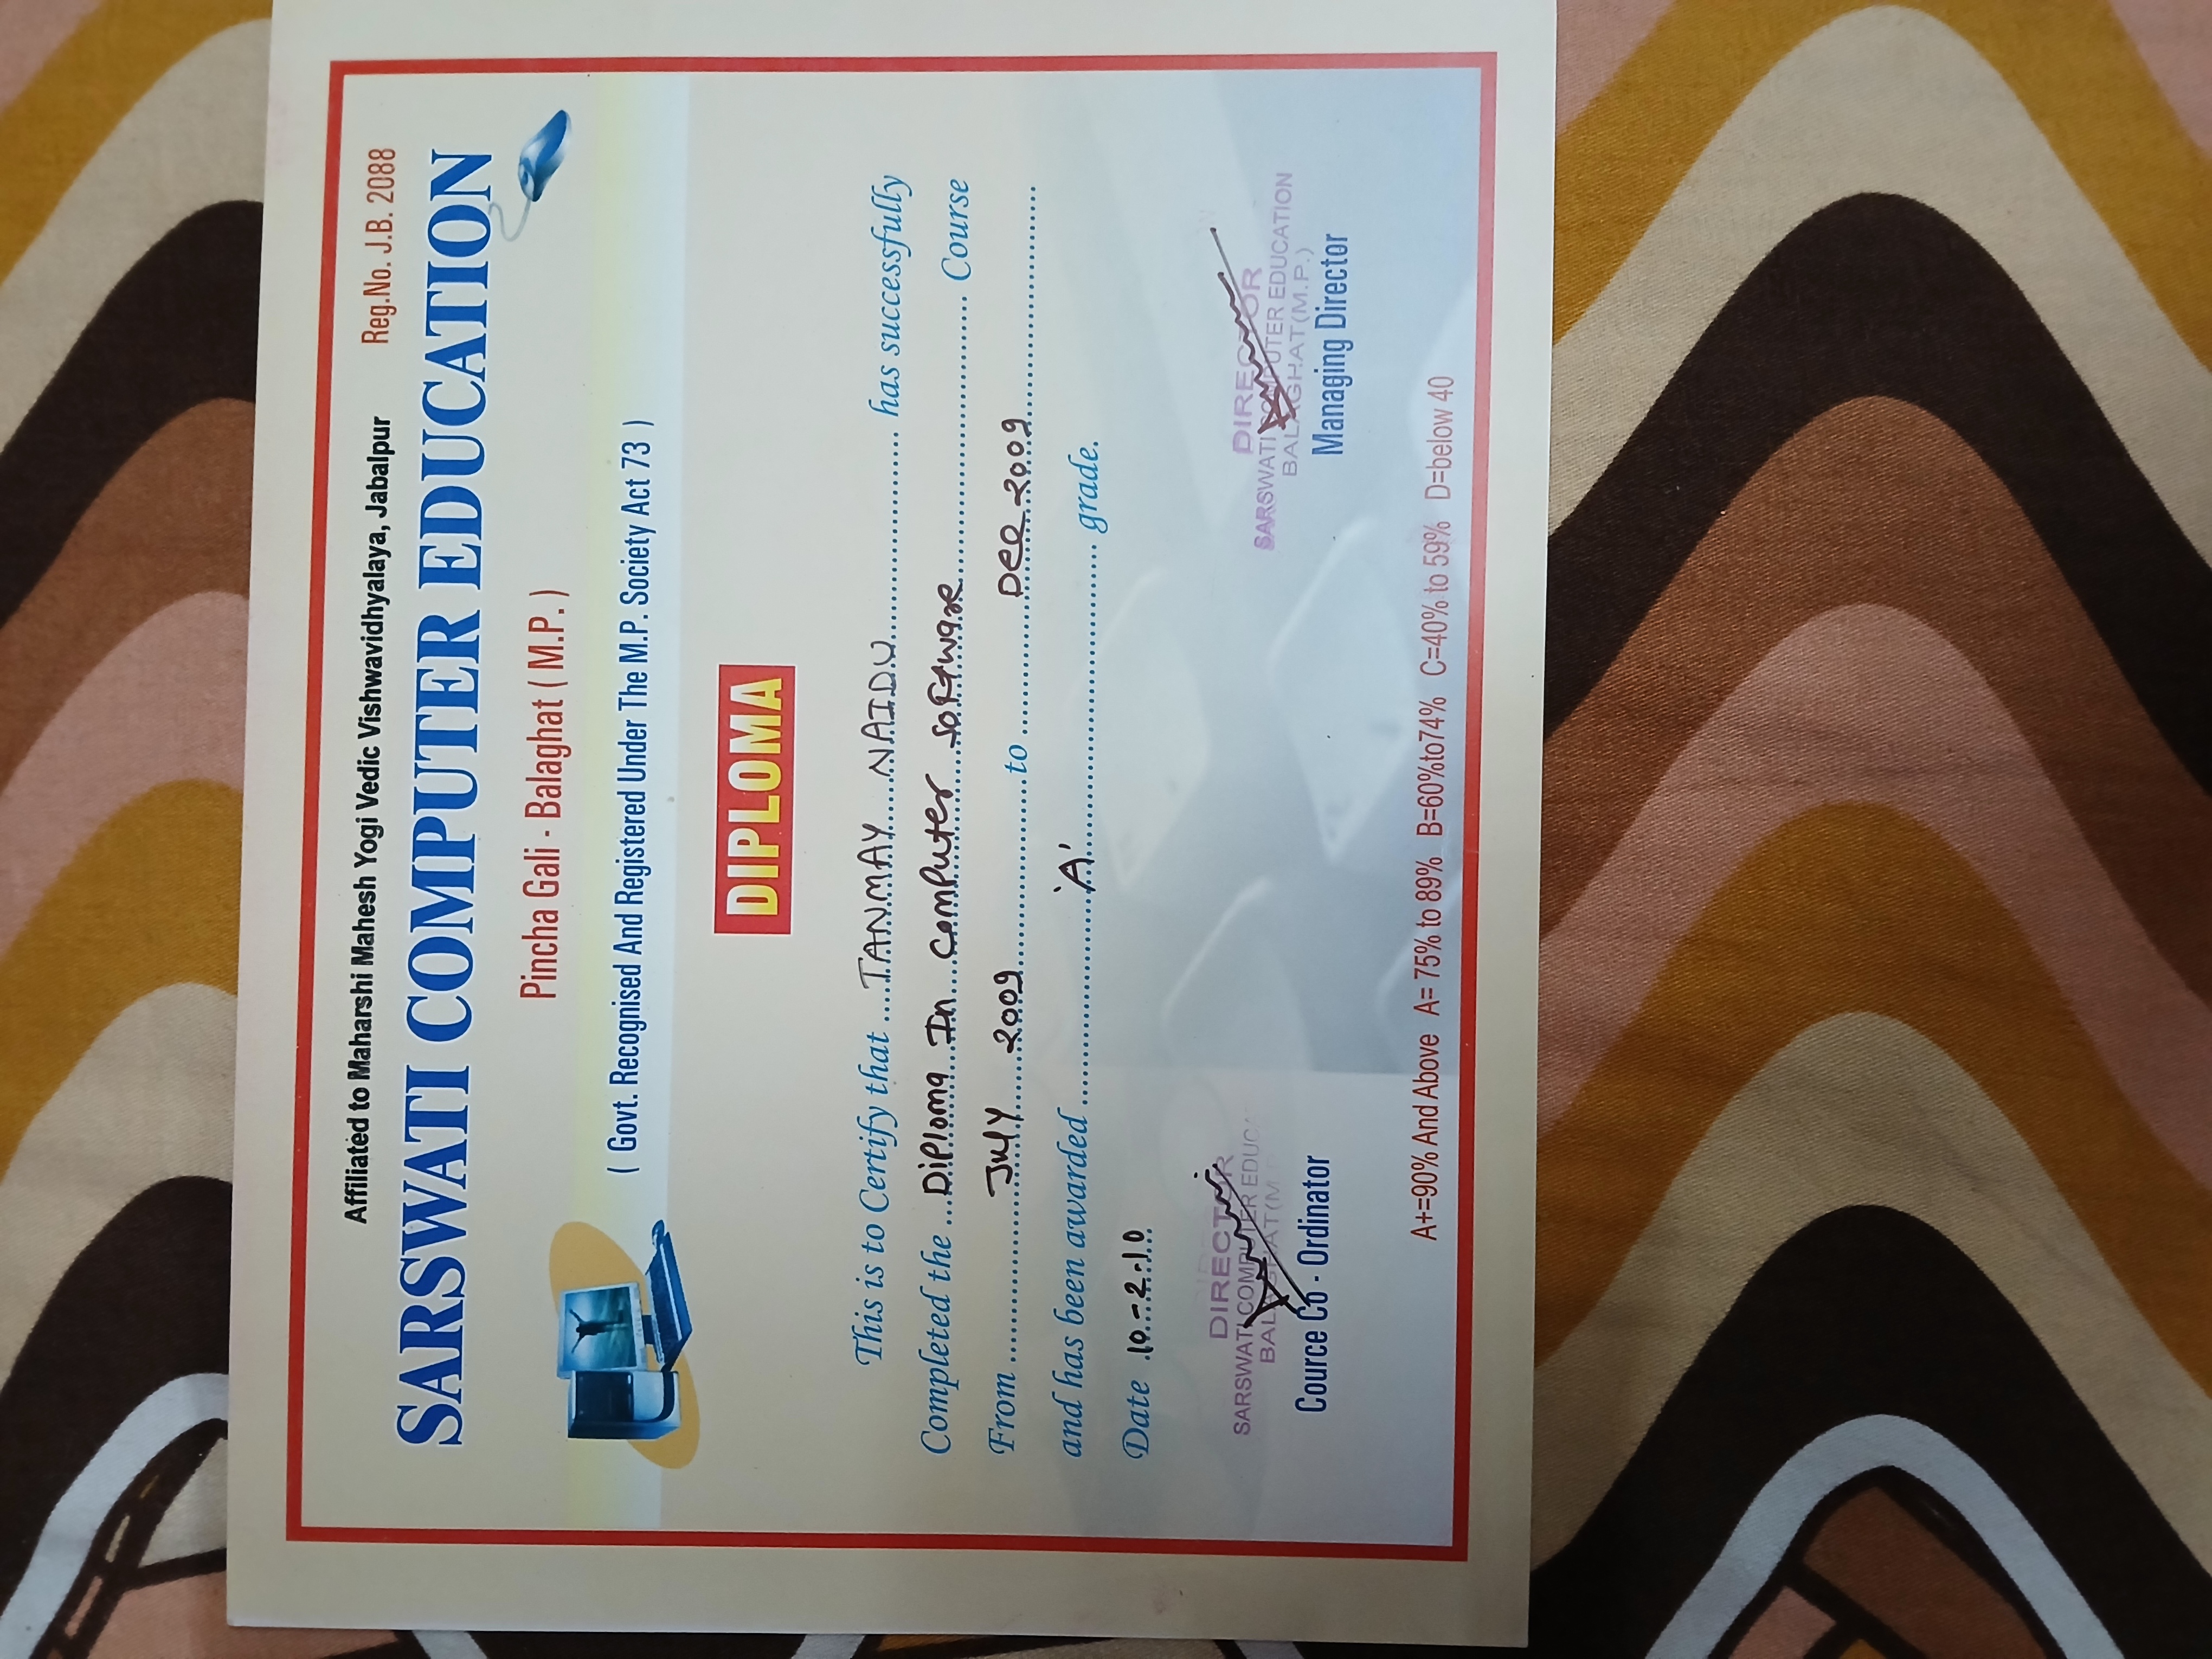 Affiliated to Maharshi Mahesh Yogi Vedic Vishwavidhyalaya, Jabalpur Reg.No. J.B. 2088
SARSWATI COMPUTER EDUCATION
Pincha Gali - Balaghat ( M.P. )
( Govt. Recognised And Registered Under The M.P. Society Act 73 )
DIPLOMA
This is to Certify that ....TANMAY NAIDU.... has successfully
Completed the ....Diploma In Computer Software.... Course
From ....July 2009.... to ....Dec 2009....
and has been awarded ....'A'.... grade.
Date 10-2-10
DIRECTOR DIRECTOR
SARSWATI COMPUTER EDUCA SARSWATI COMPUTER EDUCATION
BALAGHAT (M BALAGHAT (M.P.)
Cource Co - Ordinator Managing Director
A+=90% And Above A= 75% to 89% B=60%to74% C=40% to 59% D=below 40